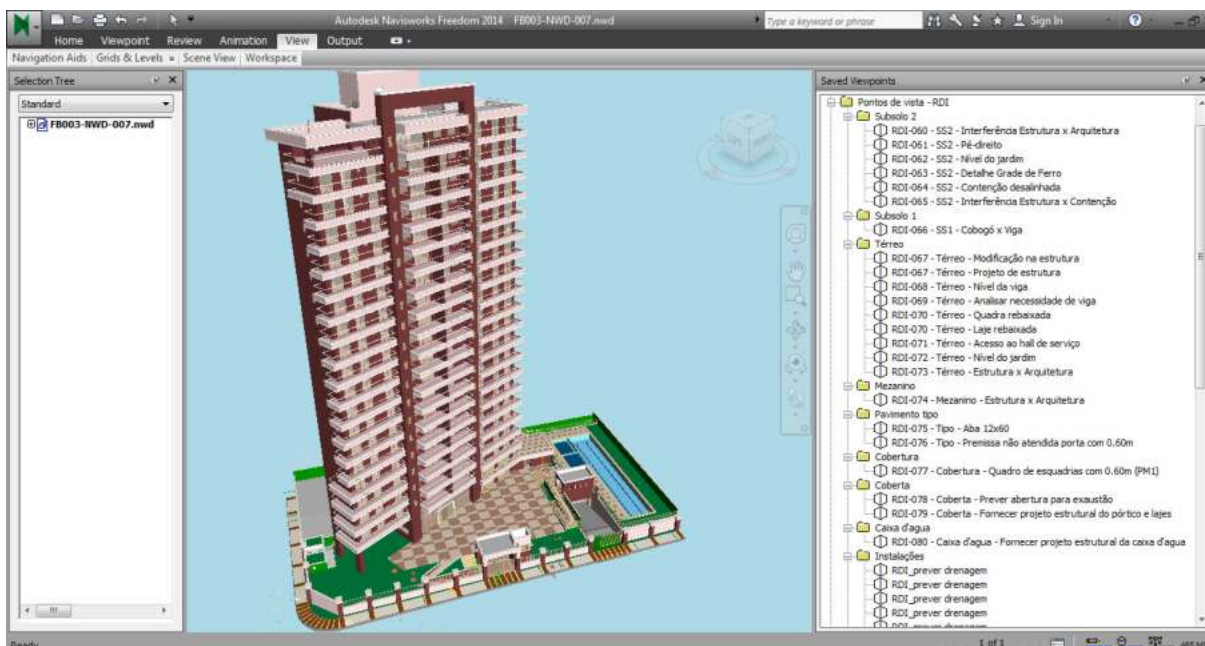 Autodesk Navisworks Freedom 2014 FB003-NWD-007.nwd
Type a keyword or phrase
Sign In
Home Viewpoint Review Animation View Output
Navigation Aids Grids & Levels Scene View Workspace
Selection Tree
Standard
FB003-NWD-007.nwd
Saved Viewpoints
Pontos de vista - RDI
Subsolo 2
RDI-060 - SS2 - Interferência Estrutura x Arquitetura
RDI-061 - SS2 - Pé-direito
RDI-062 - SS2 - Nível do jardim
RDI-063 - SS2 - Detalhe Grade de Ferro
RDI-064 - SS2 - Contenção desalinhada
RDI-065 - SS2 - Interferência Estrutura x Contenção
Subsolo 1
RDI-066 - SS1 - Cobogó x Viga
Térreo
RDI-067 - Térreo - Modificação na estrutura
RDI-067 - Térreo - Projeto de estrutura
RDI-068 - Térreo - Nível da viga
RDI-069 - Térreo - Analisar necessidade de viga
RDI-070 - Térreo - Quadra rebaixada
RDI-070 - Térreo - Laje rebaixada
RDI-071 - Térreo - Acesso ao hall de serviço
RDI-072 - Térreo - Nível do jardim
RDI-073 - Térreo - Estrutura x Arquitetura
Mezanino
RDI-074 - Mezanino - Estrutura x Arquitetura
Pavimento tipo
RDI-075 - Tipo - Aba 12x60
RDI-076 - Tipo - Premissa não atendida porta com 0,60m
Cobertura
RDI-077 - Cobertura - Quadro de esquadrias com 0.60m (PM1)
Coberta
RDI-078 - Coberta - Prever abertura para exaustão
RDI-079 - Coberta - Fornecer projeto estrutural do pórtico e lajes
Caixa d'agua
RDI-080 - Caixa d'agua - Fornecer projeto estrutural da caixa d'agua
Instalações
RDI_prever drenagem
RDI_prever drenagem
RDI_prever drenagem
RDI_prever drenagem
RDI_prever drenagem
Ready
1 of 1